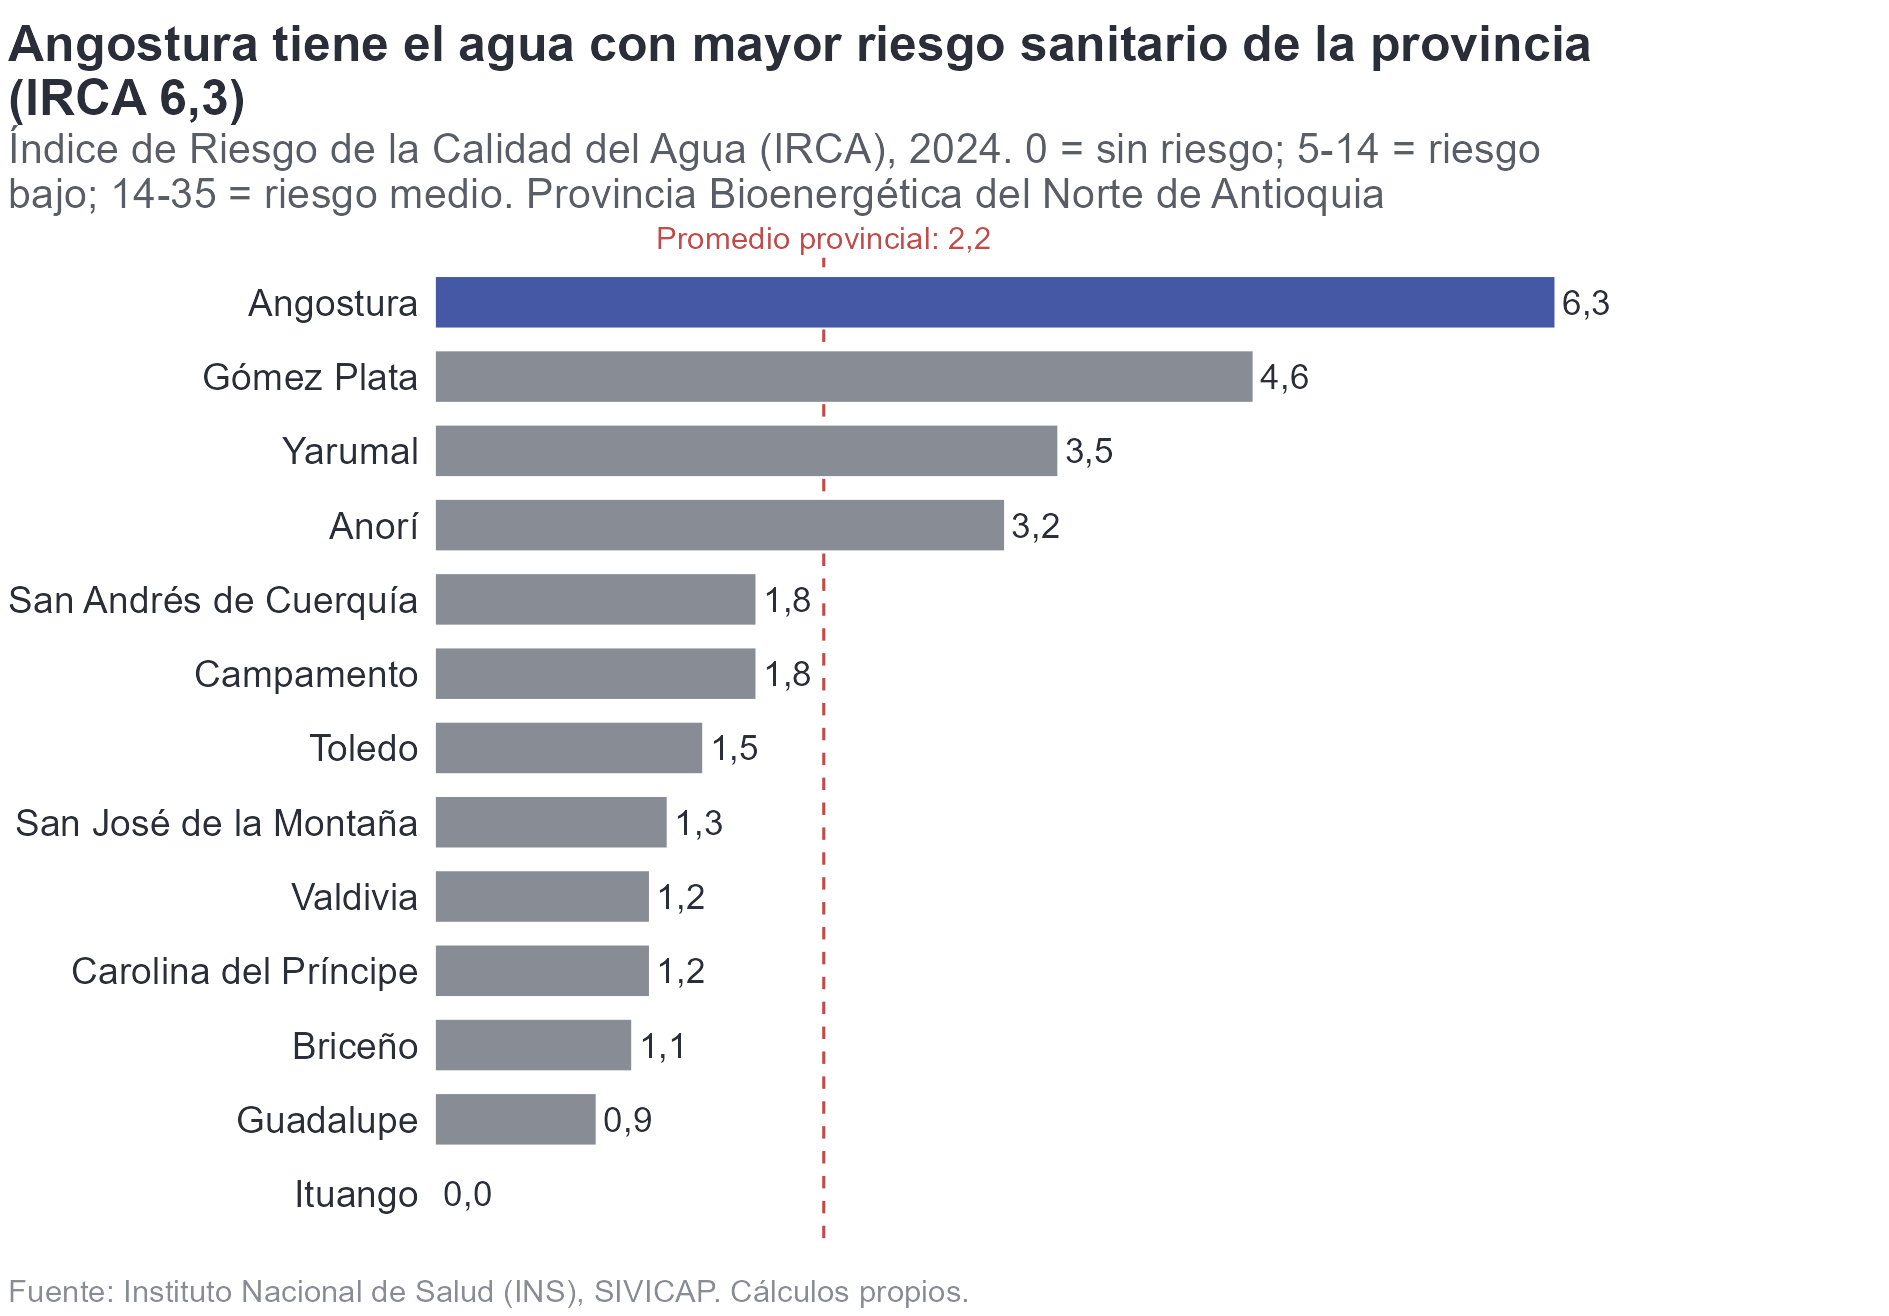 Angostura tiene el agua con mayor riesgo sanitario de la provincia
(IRCA 6,3)
Índice de Riesgo de la Calidad del Agua (IRCA), 2024. 0 = sin riesgo; 5-14 = riesgo
bajo; 14-35 = riesgo medio. Provincia Bioenergética del Norte de Antioquia
Promedio provincial: 2,2
Angostura 6,3
Gómez Plata 4,6
Yarumal 3,5
Anorí 3,2
San Andrés de Cuerquía 1,8
Campamento 1,8
Toledo 1,5
San José de la Montaña 1,3
Valdivia 1,2
Carolina del Príncipe 1,2
Briceño 1,1
Guadalupe 0,9
Ituango 0,0
Fuente: Instituto Nacional de Salud (INS), SIVICAP. Cálculos propios.